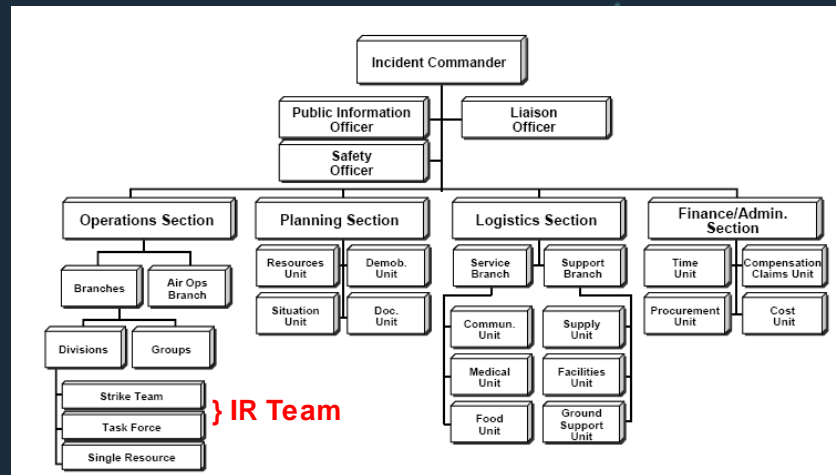 Incident Commander
Public Information
Officer
Liaison
Officer
Safety
Officer
Operations Section
Planning Section
Logistics Section
Finance/Admin.
Section
Branches
Air Ops
Branch
Resources
Unit
Demob.
Unit
Service
Branch
Support
Branch
Time
Unit
Compensation
Claims Unit
Situation
Unit
Doc.
Unit
Procurement
Unit
Cost
Unit
Divisions
Groups
Commun.
Unit
Supply
Unit
Medical
Unit
Facilities
Unit
Food
Unit
Ground
Support
Unit
Strike Team
Task Force
Single Resource
} IR Team